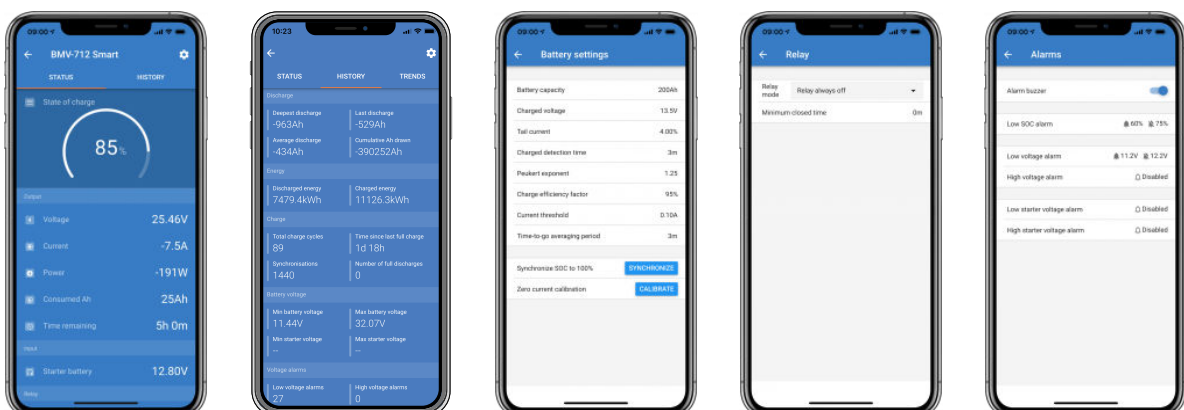 09:00
BMV-712 Smart
STATUS HISTORY
State of charge
85%
Output
Voltage 25.46V
Current -7.5A
Power -191W
Consumed Ah 25Ah
Time remaining 5h 0m
Input
Starter battery 12.80V
Relay
10:23
STATUS HISTORY TRENDS
Discharge
Deepest discharge Last discharge
-963Ah -529Ah
Average discharge Cumulative Ah drawn
-434Ah -390252Ah
Energy
Discharged energy Charged energy
7479.4kWh 11126.3kWh
Charge
Total charge cycles Time since last full charge
89 1d 18h
Synchronisations Number of full discharges
1440 0
Battery voltage
Min battery voltage Max battery voltage
11.44V 32.07V
Min starter voltage Max starter voltage
-- --
Voltage alarms
Low voltage alarms High voltage alarms
27 0
09:00
Battery settings
Battery capacity 200Ah
Charged voltage 13.5V
Tail current 4.00%
Charged detection time 3m
Peukert exponent 1.25
Charge efficiency factor 95%
Current threshold 0.10A
Time-to-go averaging period 3m
Synchronize SOC to 100% SYNCHRONIZE
Zero current calibration CALIBRATE
09:00
Relay
Relay mode Relay always off
Minimum closed time 0m
09:00
Alarms
Alarm buzzer
Low SOC alarm 60% 75%
Low voltage alarm 11.2V 12.2V
High voltage alarm Disabled
Low starter voltage alarm Disabled
High starter voltage alarm Disabled